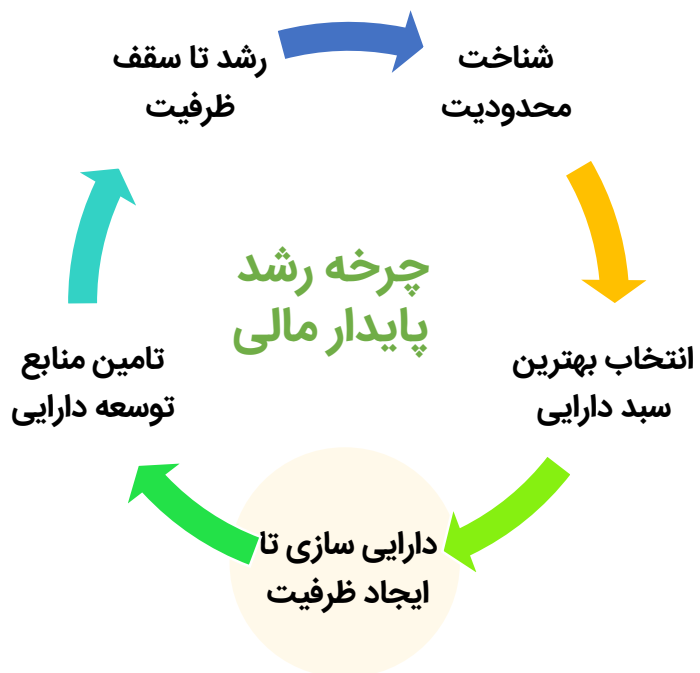 رشد تا سقف
ظرفیت
شناخت
محدودیت
چرخه رشد
پایدار مالی
انتخاب بهترین
سبد دارایی
تامین منابع
توسعه دارایی
دارایی سازی تا
ایجاد ظرفیت